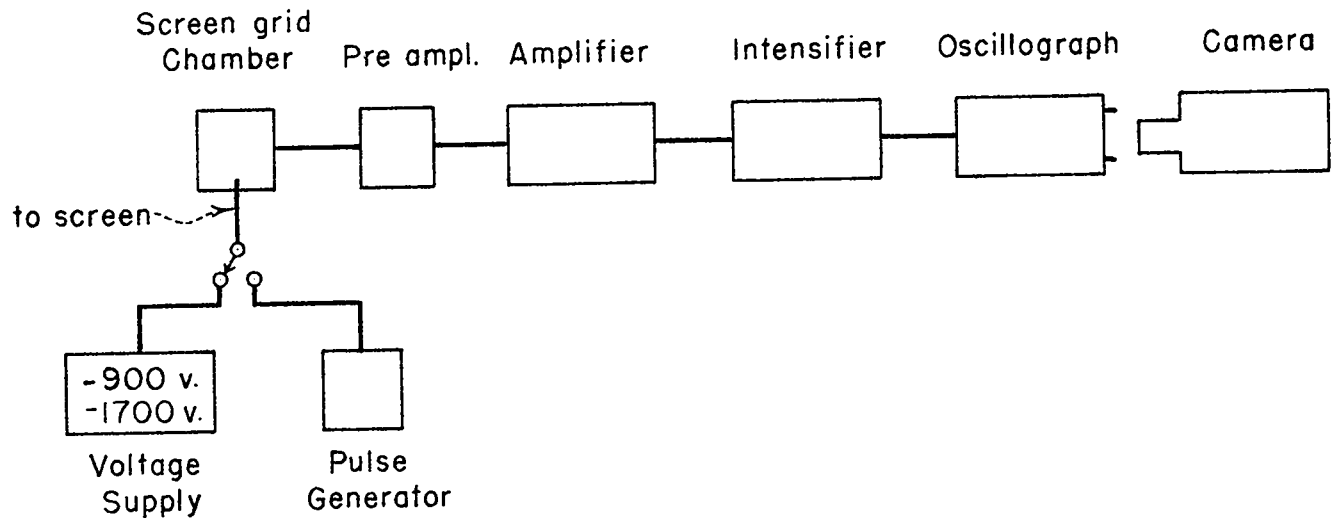 Screen grid
Chamber
Pre ampl.
Amplifier
Intensifier
Oscillograph
Camera
to screen
-900 v.
-1700 v.
Voltage
Supply
Pulse
Generator